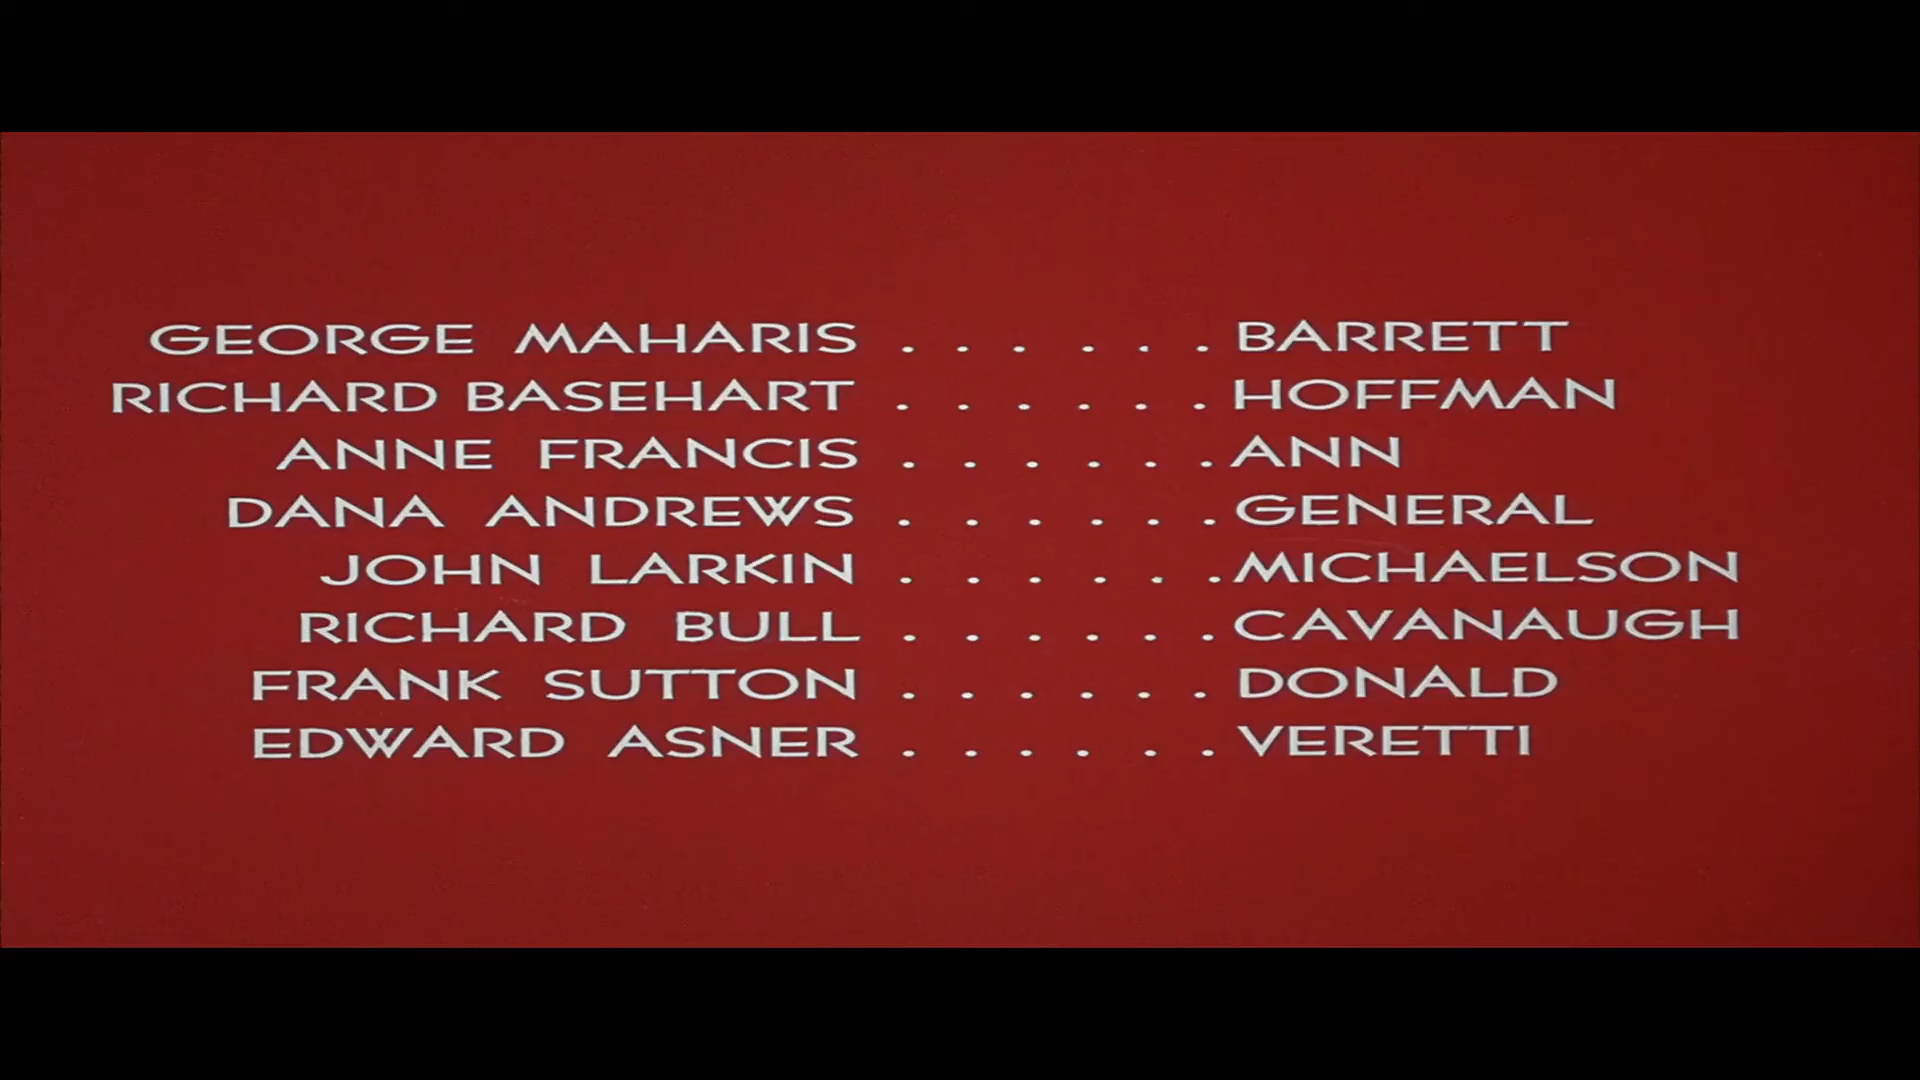 GEORGE MAHARIS . . . . . . BARRETT
RICHARD BASEHART . . . . . . HOFFMAN
ANNE FRANCIS . . . . . . ANN
DANA ANDREWS . . . . . . GENERAL
JOHN LARKIN . . . . . . MICHAELSON
RICHARD BULL . . . . . . CAVANAUGH
FRANK SUTTON . . . . . . DONALD
EDWARD ASNER . . . . . . VERETTI